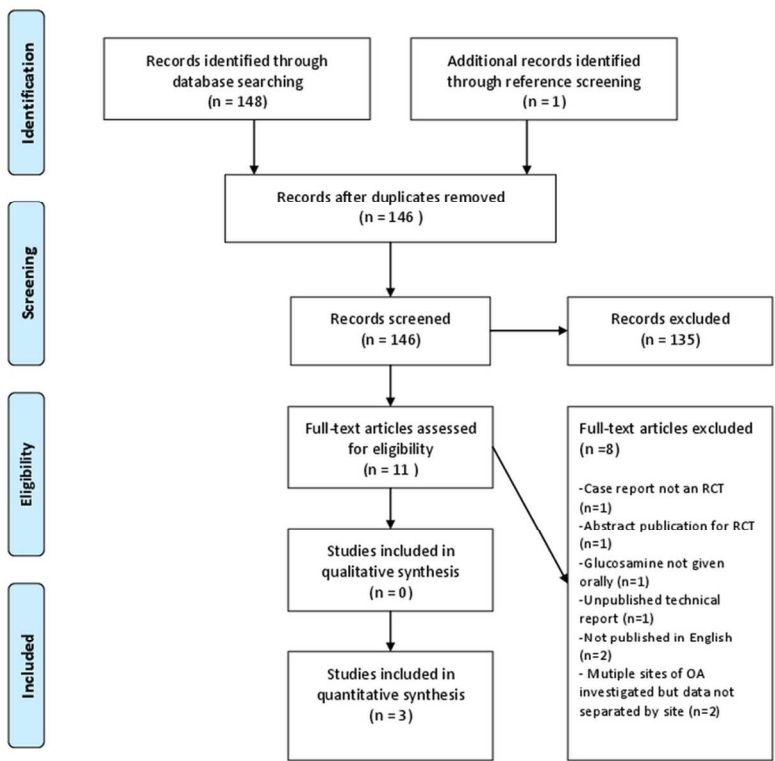 Identification
Records identified through
database searching
(n = 148)
Additional records identified
through reference screening
(n = 1)
Records after duplicates removed
(n = 146 )
Screening
Records screened
(n = 146)
Records excluded
(n = 135)
Eligibility
Full-text articles assessed
for eligibility
(n = 11 )
Full-text articles excluded
(n =8)
-Case report not an RCT
(n=1)
-Abstract publication for RCT
(n=1)
-Glucosamine not given
orally (n=1)
-Unpublished technical
report (n=1)
-Not published in English
(n=2)
- Mutiple sites of OA
investigated but data not
separated by site (n=2)
Studies included in
qualitative synthesis
(n = 0)
Included
Studies included in
quantitative synthesis
(n = 3)